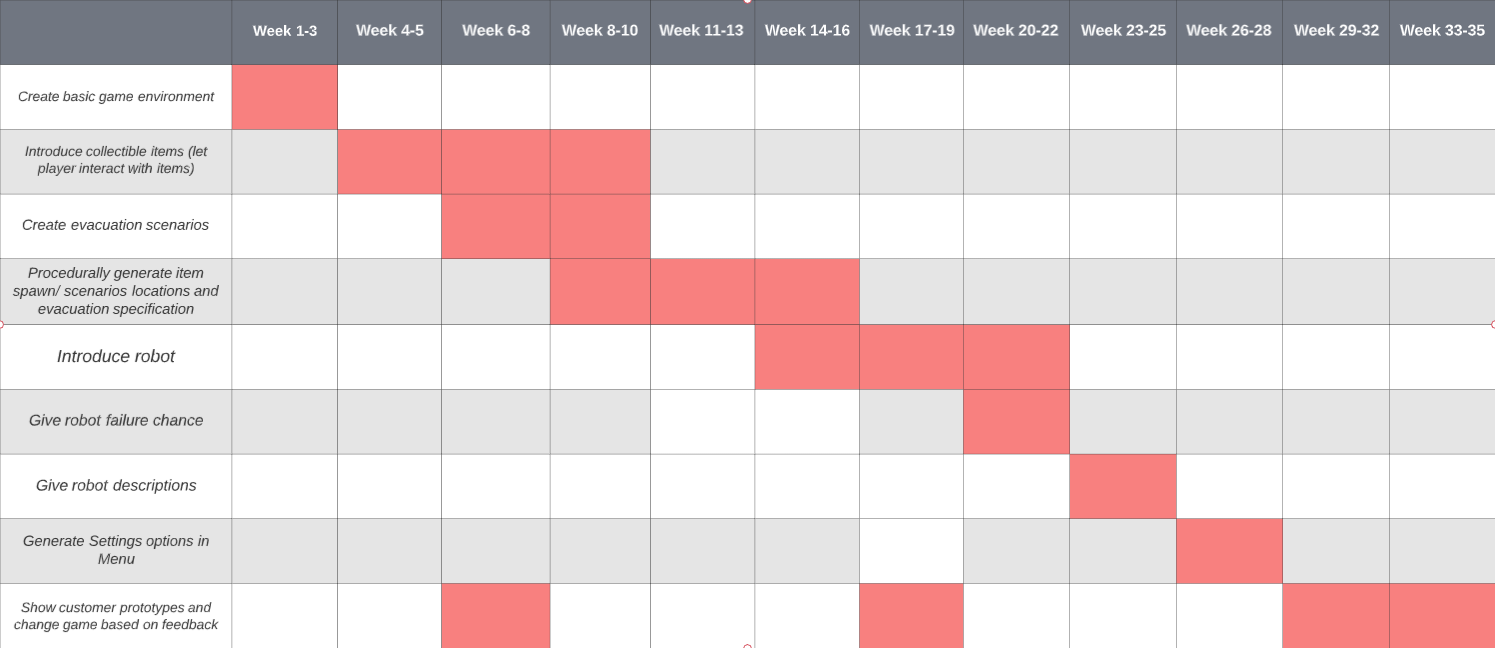 Week 1-3
Week 4-5
Week 6-8
Week 8-10
Week 11-13
Week 14-16
Week 17-19
Week 20-22
Week 23-25
Week 26-28
Week 29-32
Week 33-35
Create basic game environment
Introduce collectible items (let
player interact with items)
Create evacuation scenarios
Procedurally generate item
spawn/ scenarios locations and
evacuation specification
Introduce robot
Give robot failure chance
Give robot descriptions
Generate Settings options in
Menu
Show customer prototypes and
change game based on feedback